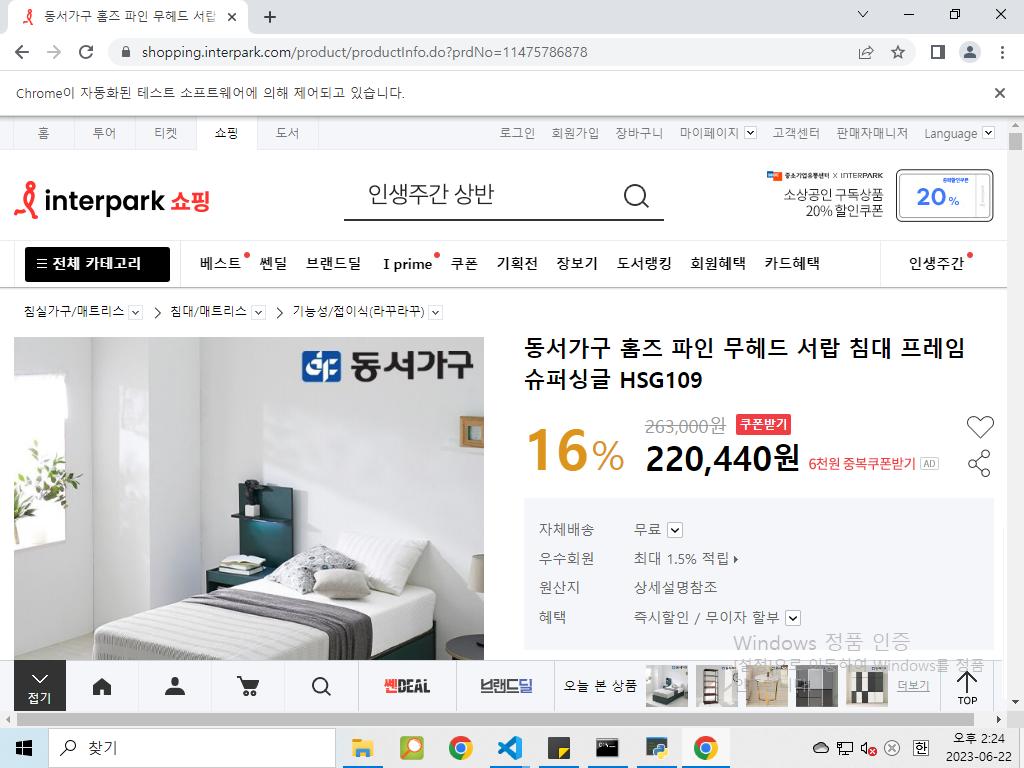 동서가구 홈즈 파인 무헤드 서랍
shopping.interpark.com/product/productInfo.do?prdNo=11475786878
Chrome이 자동화된 테스트 소프트웨어에 의해 제어되고 있습니다.
홈 투어 티켓 쇼핑 도서 로그인 회원가입 장바구니 마이페이지 고객센터 판매자매니저 Language
interpark 쇼핑
인생주간 상반
중소기업유통센터 X INTERPARK
소상공인 구독상품
20% 할인쿠폰
중복할인쿠폰
20%
전체 카테고리 베스트 쎈딜 브랜드딜 I prime 쿠폰 기획전 장보기 도서랭킹 회원혜택 카드혜택 인생주간
침실가구/매트리스 침대/매트리스 기능성/접이식(라꾸라꾸)
동서가구
동서가구 홈즈 파인 무헤드 서랍 침대 프레임
슈퍼싱글 HSG109
16%
263,000원 쿠폰받기
220,440원 6천원 중복쿠폰받기 AD
자체배송 무료
우수회원 최대 1.5% 적립
원산지 상세설명참조
혜택 즉시할인 / 무이자 할부
Windows 정품 인증
[설정]으로 이동하여 Windows를 정품
접기
쎈DEAL
브랜드딜
오늘 본 상품
더보기
TOP
찾기
한
오후 2:24
2023-06-22